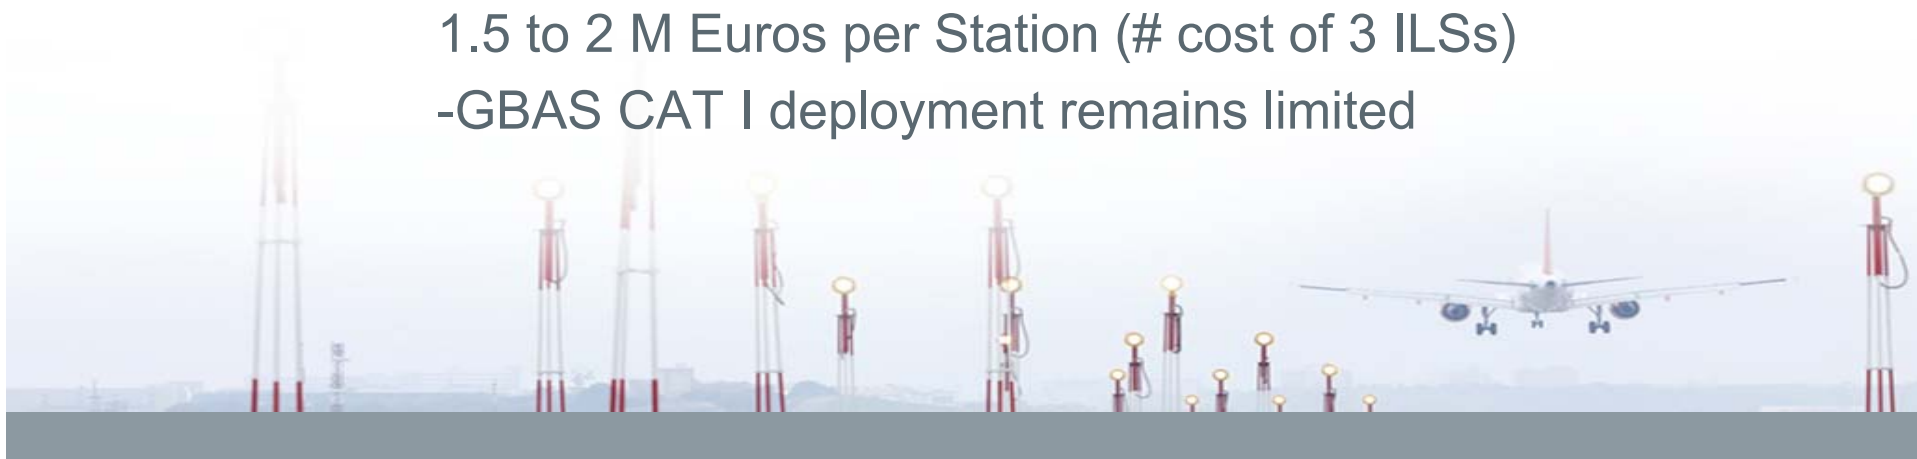 1.5 to 2 M Euros per Station (# cost of 3 ILSs)
-GBAS CAT I deployment remains limited